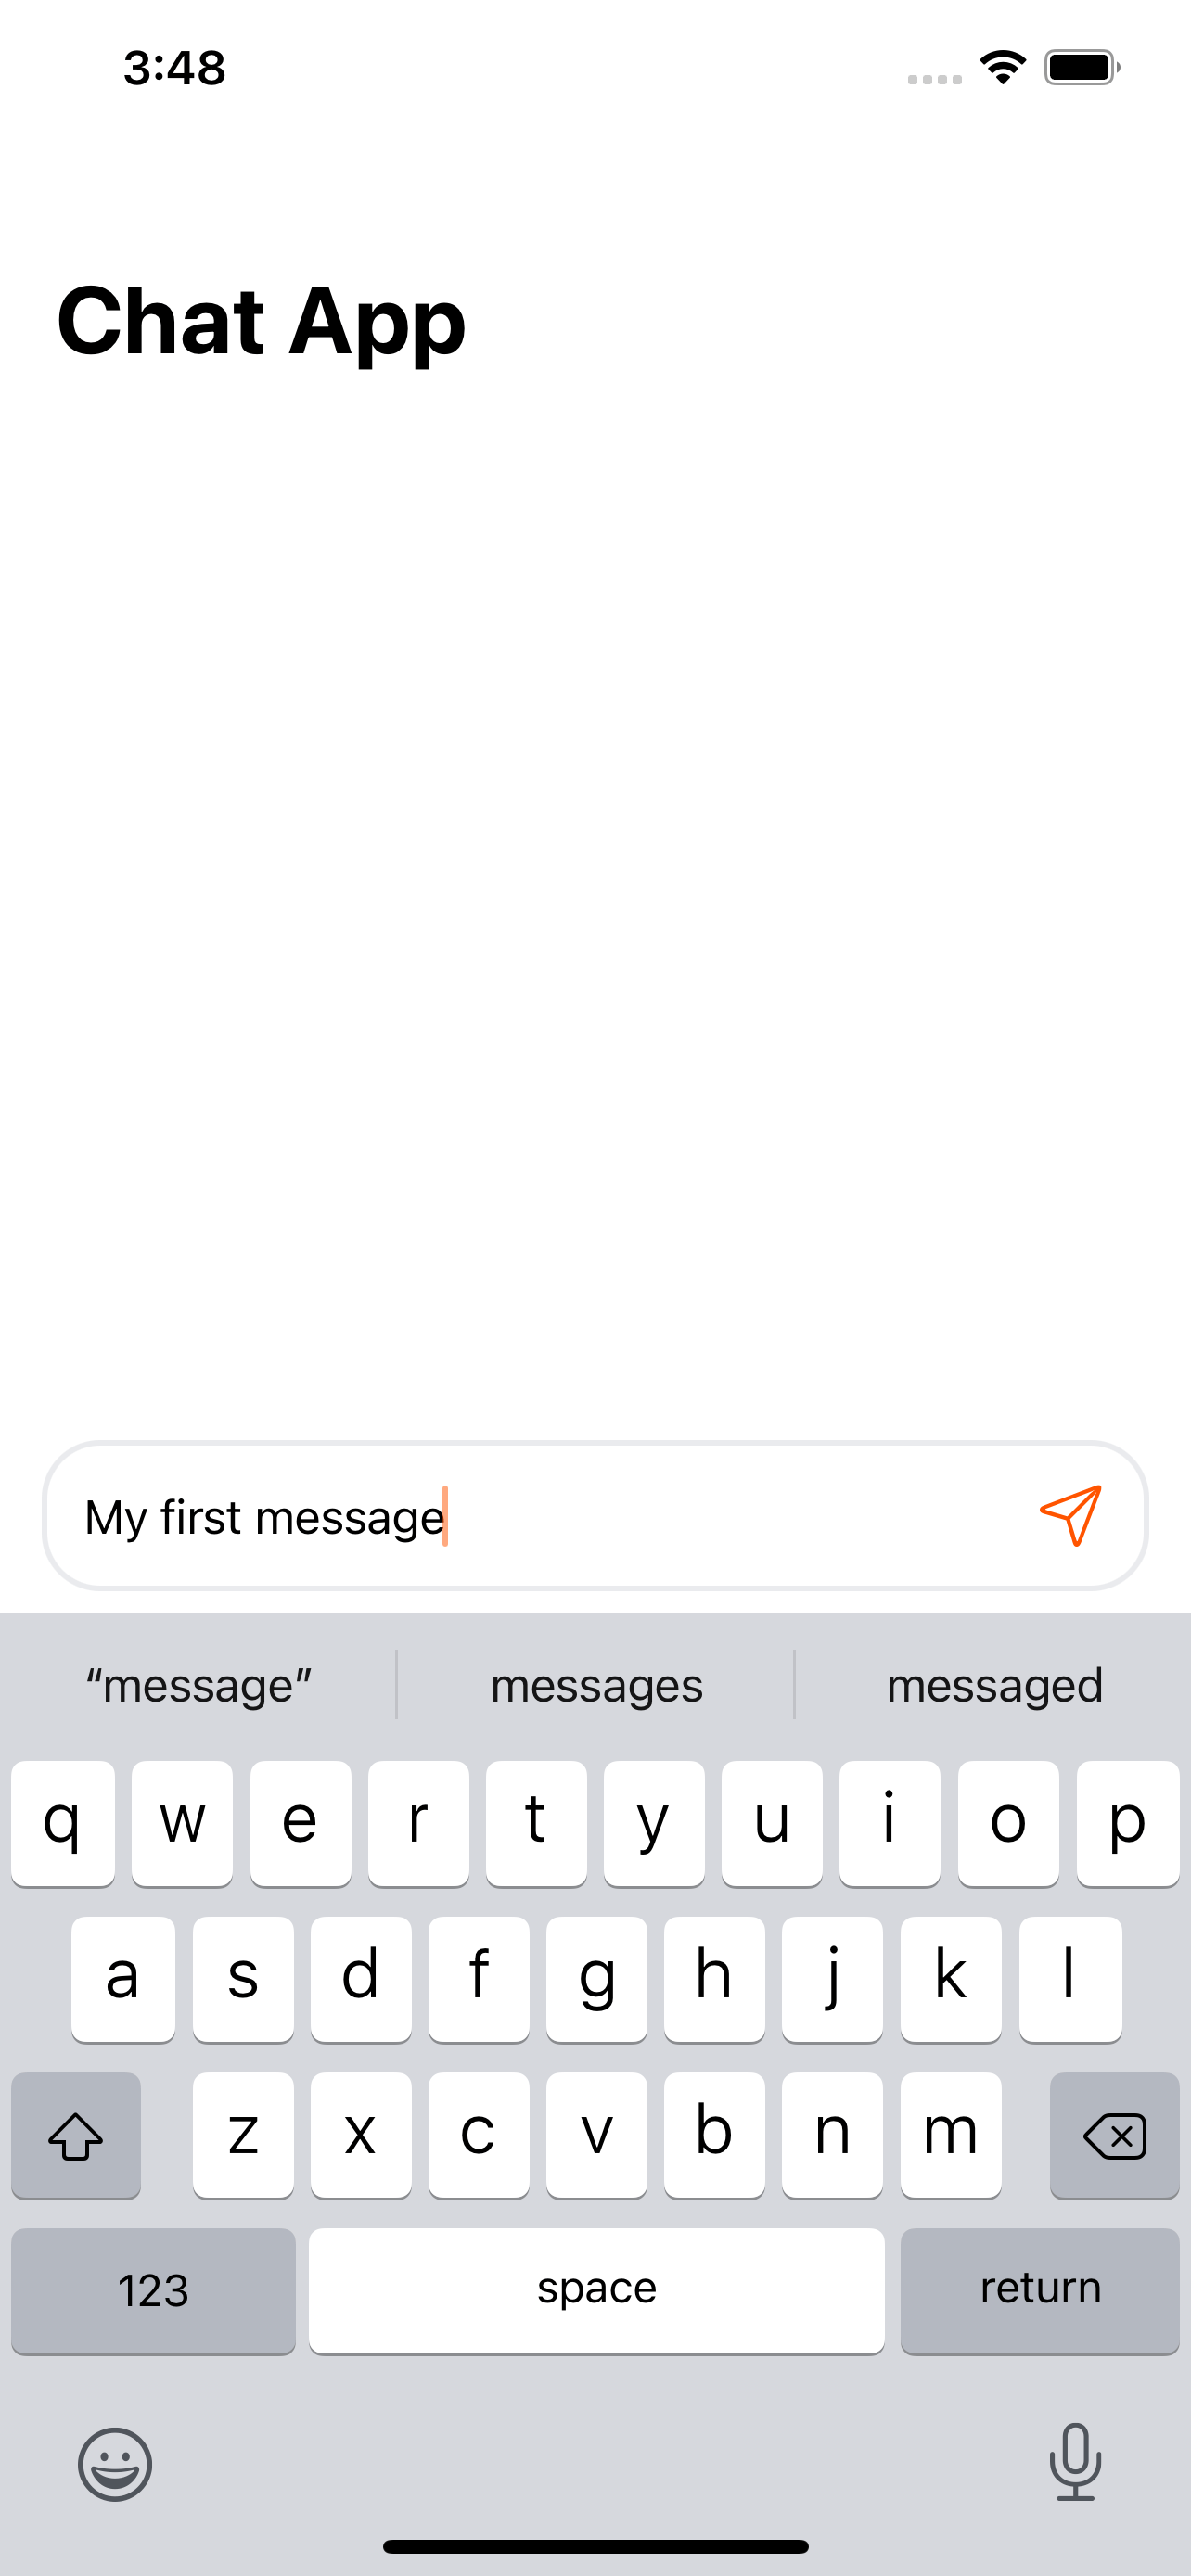 3:48
Chat App
My first message
“message” messages messaged
q w e r t y u i o p
a s d f g h j k l
z x c v b n m
123 space return